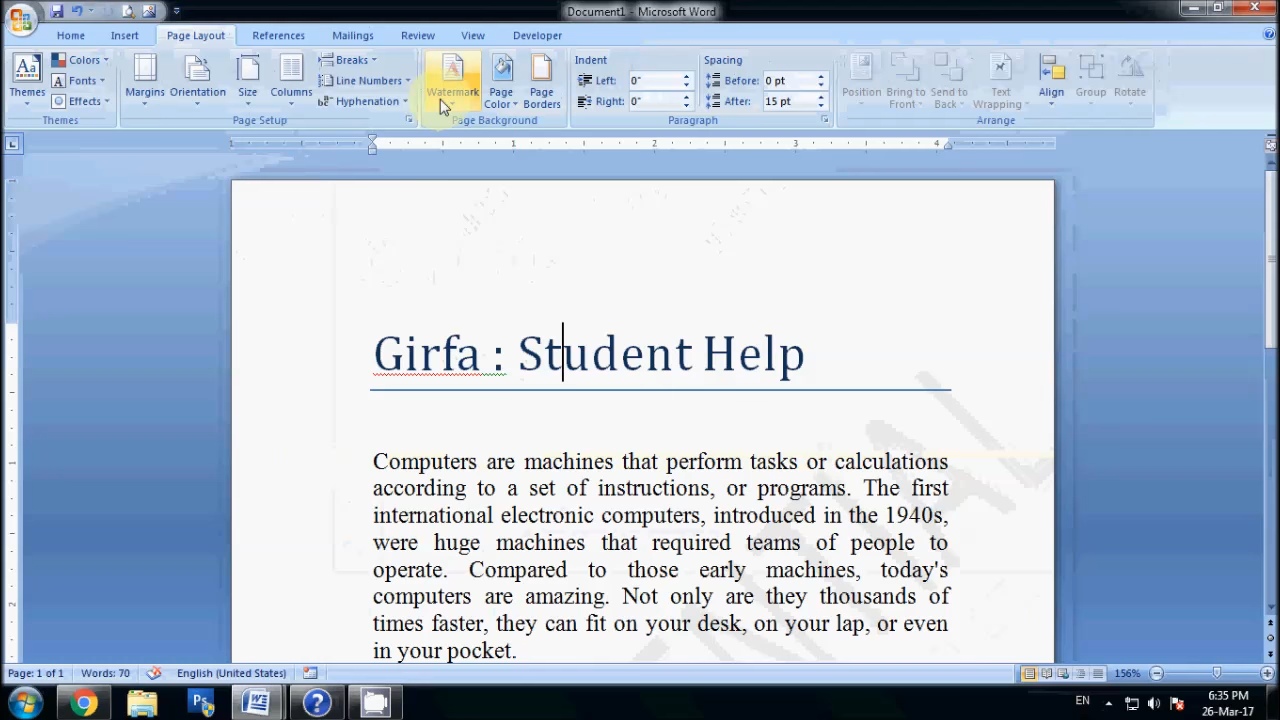 Document1 - Microsoft Word
Home Insert Page Layout References Mailings Review View Developer
Themes
Colors
Fonts
Effects
Themes
Margins
Orientation
Size
Columns
Breaks
Line Numbers
Hyphenation
Page Setup
Watermark
Page Color
Page Borders
Page Background
Indent
Left: 0"
Right: 0"
Spacing
Before: 0 pt
After: 15 pt
Paragraph
Position
Bring to Front
Send to Back
Text Wrapping
Align
Group
Rotate
Arrange
1 1 2 3 4
Girfa : Student Help
Computers are machines that perform tasks or calculations
according to a set of instructions, or programs. The first
international electronic computers, introduced in the 1940s,
were huge machines that required teams of people to
operate. Compared to those early machines, today's
computers are amazing. Not only are they thousands of
times faster, they can fit on your desk, on your lap, or even
in your pocket.
Page: 1 of 1 Words: 70 English (United States) 156%
Ps W ? EN 6:35 PM
26-Mar-17